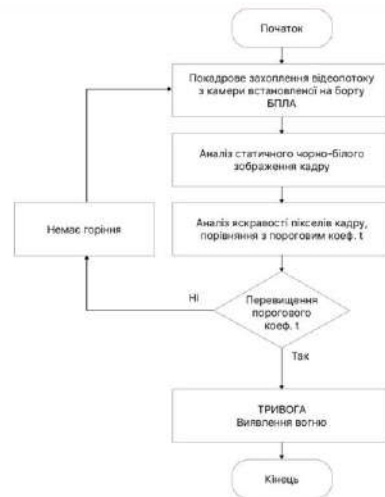 Початок
Покадрове захоплення відеопотоку
з камери встановленої на борту
БПЛА
Аналіз статичного чорно-білого
зображення кадру
Аналіз яскравості пікселів кадру,
порівняння з пороговим коеф. t
Немає горіння
Ні
Перевищення
порогового
коеф. t
Так
ТРИВОГА
Виявлення вогню
Кінець